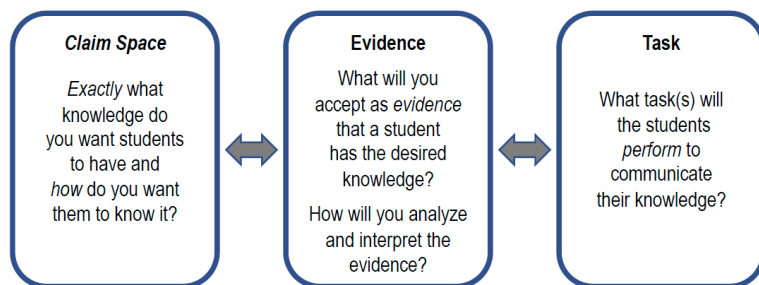 Claim Space
Exactly what
knowledge do
you want students
to have and
how do you want
them to know it?
Evidence
What will you
accept as evidence
that a student
has the desired
knowledge?
How will you analyze
and interpret the
evidence?
Task
What task(s) will
the students
perform to
communicate
their knowledge?